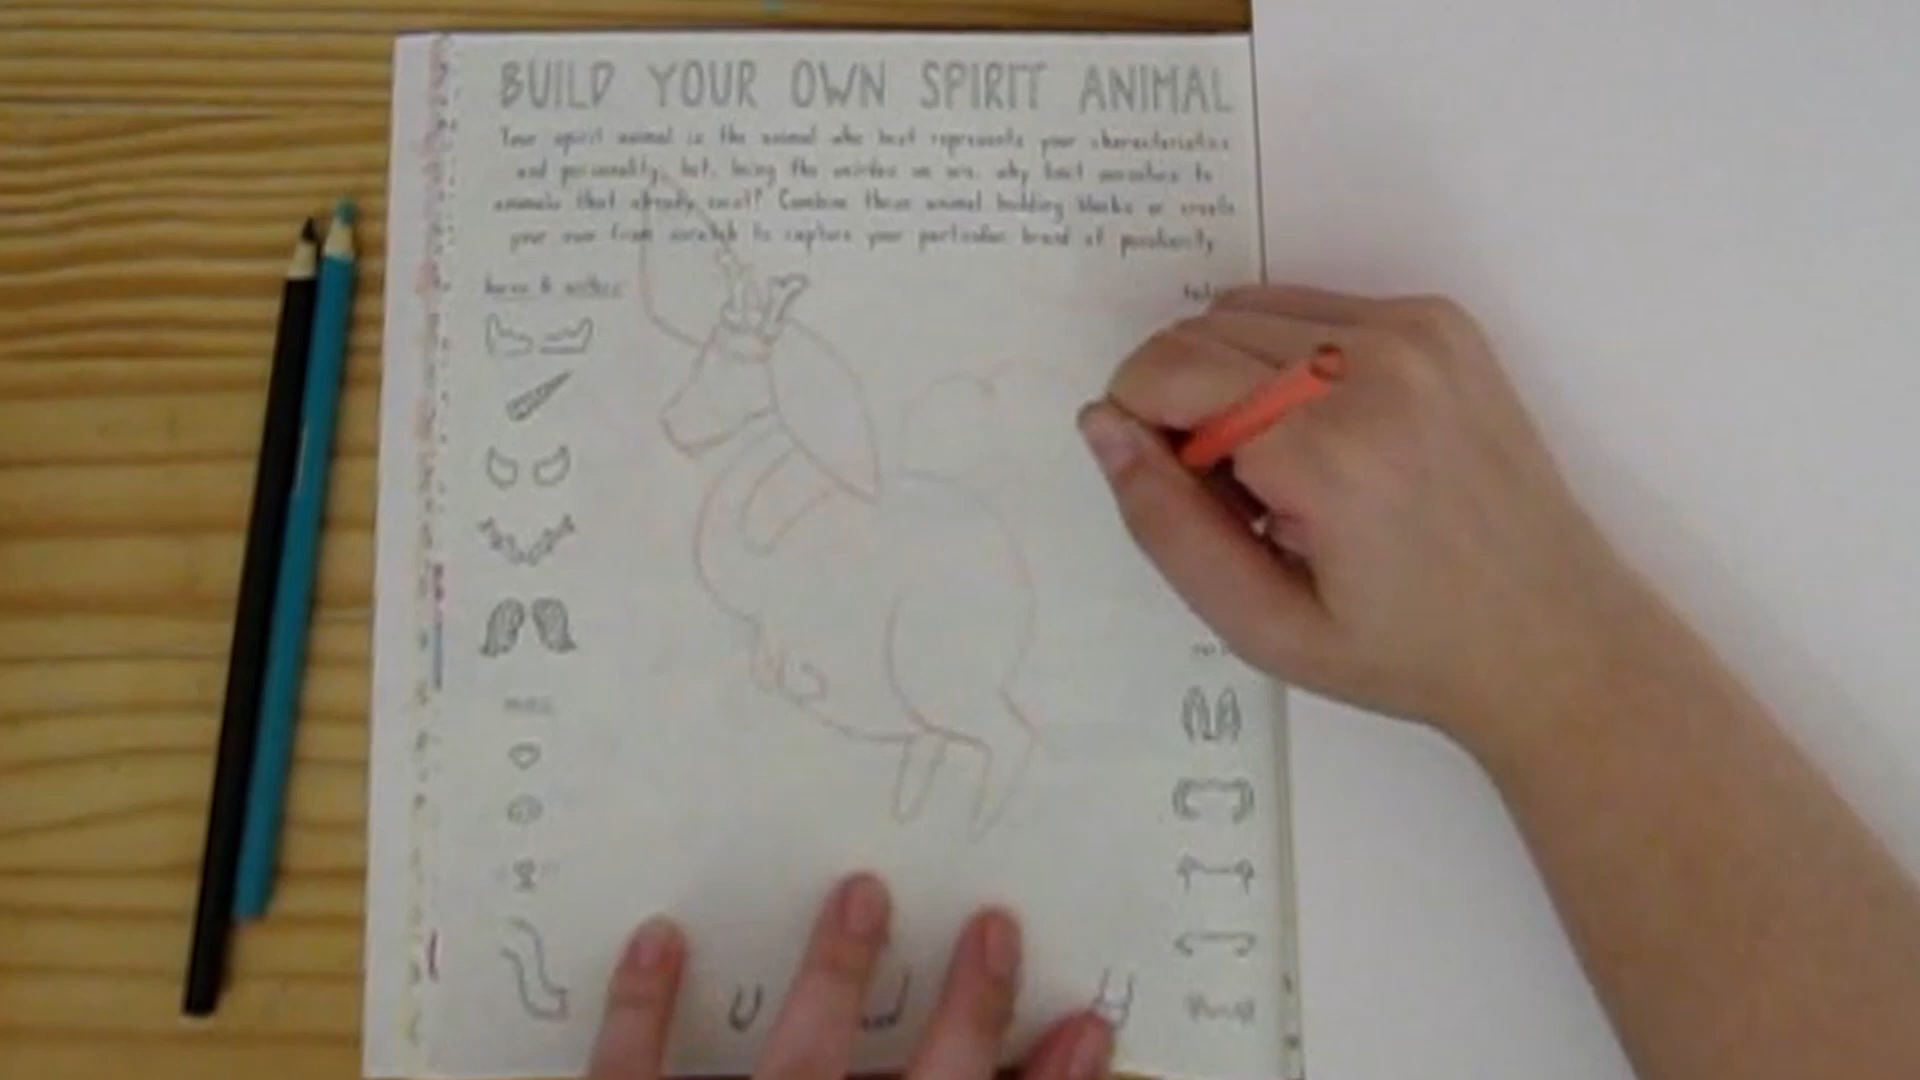 BUILD YOUR OWN SPIRIT ANIMAL
Your spirit animal is the animal who best represents your characteristics
and personality, but, being the weirdos we are, why limit ourselves to
animals that already exist? Combine these animal building blocks or create
your own from scratch to capture your particular brand of peculiarity.
horns & antlers